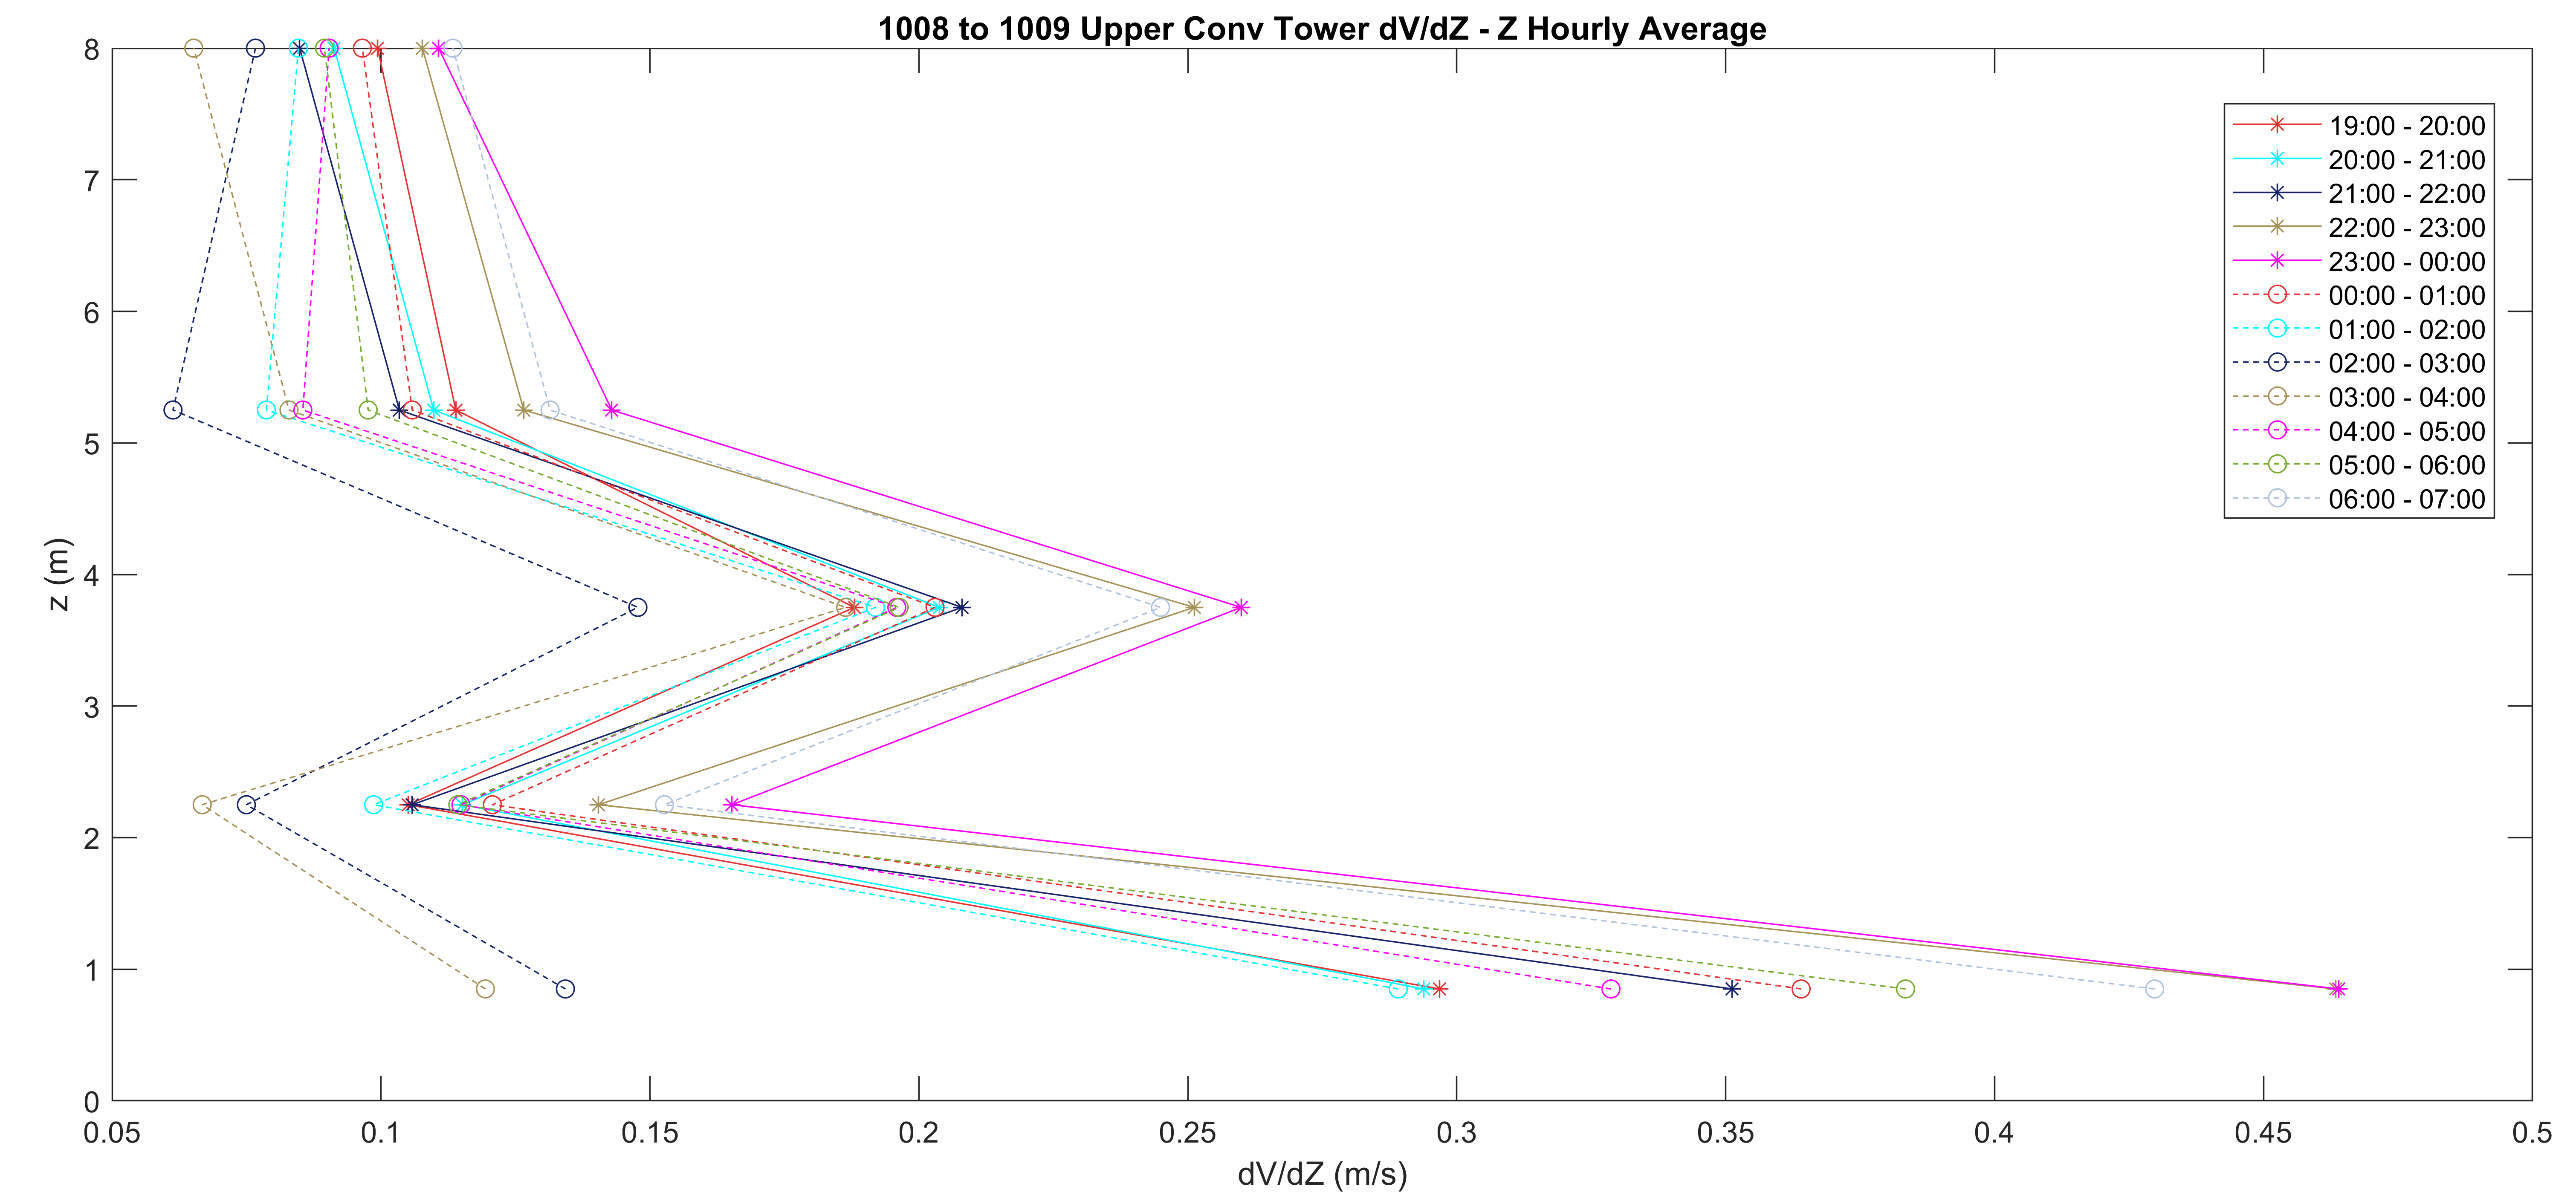 1008 to 1009 Upper Conv Tower dV/dZ - Z Hourly Average
8
7
6
5
4
3
2
1
0
z (m)
19:00 - 20:00
20:00 - 21:00
21:00 - 22:00
22:00 - 23:00
23:00 - 00:00
00:00 - 01:00
01:00 - 02:00
02:00 - 03:00
03:00 - 04:00
04:00 - 05:00
05:00 - 06:00
06:00 - 07:00
0.05 0.1 0.15 0.2 0.25 0.3 0.35 0.4 0.45 0.5
dV/dZ (m/s)